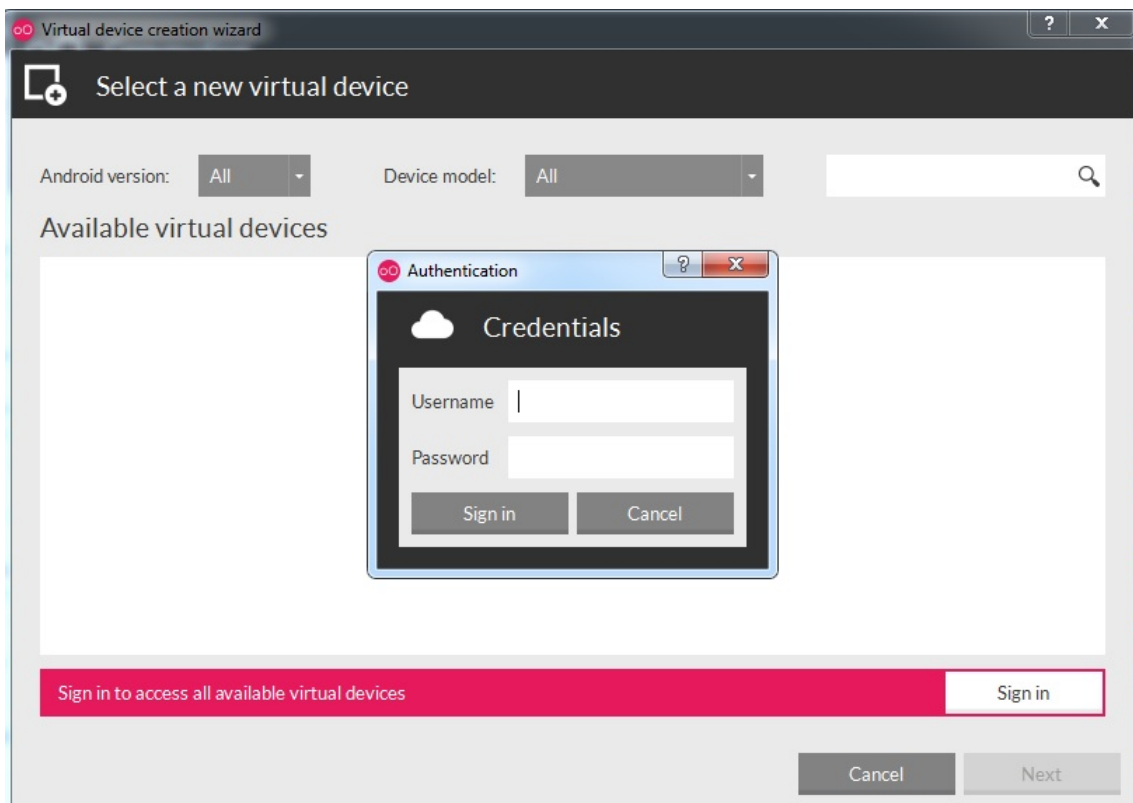 Virtual device creation wizard
Select a new virtual device
Android version: All Device model: All
Available virtual devices
Authentication
Credentials
Username
Password
Sign in Cancel
Sign in to access all available virtual devices Sign in
Cancel Next